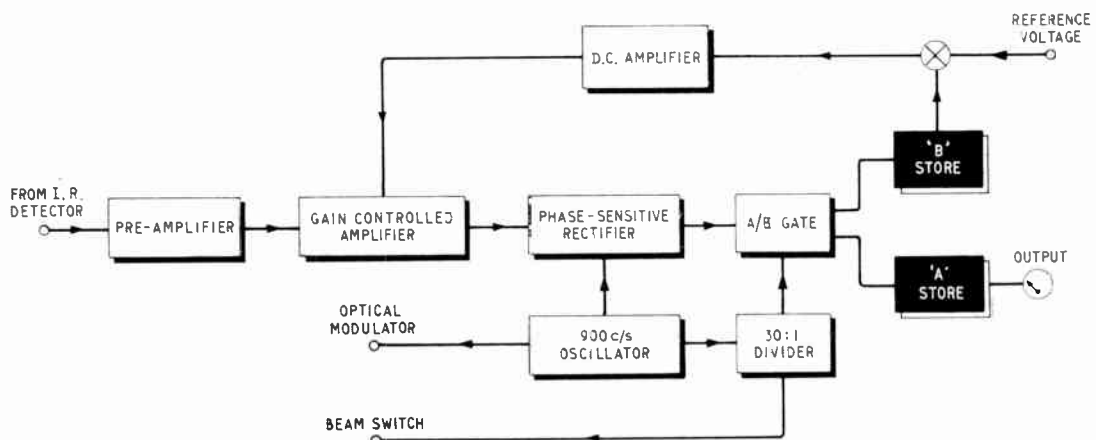 REFERENCE
VOLTAGE
D.C. AMPLIFIER
'B'
STORE
FROM I.R.
DETECTOR
PRE-AMPLIFIER
GAIN CONTROLLED
AMPLIFIER
PHASE-SENSITIVE
RECTIFIER
A/B GATE
'A'
STORE
OUTPUT
OPTICAL
MODULATOR
900 c/s
OSCILLATOR
30:1
DIVIDER
BEAM SWITCH